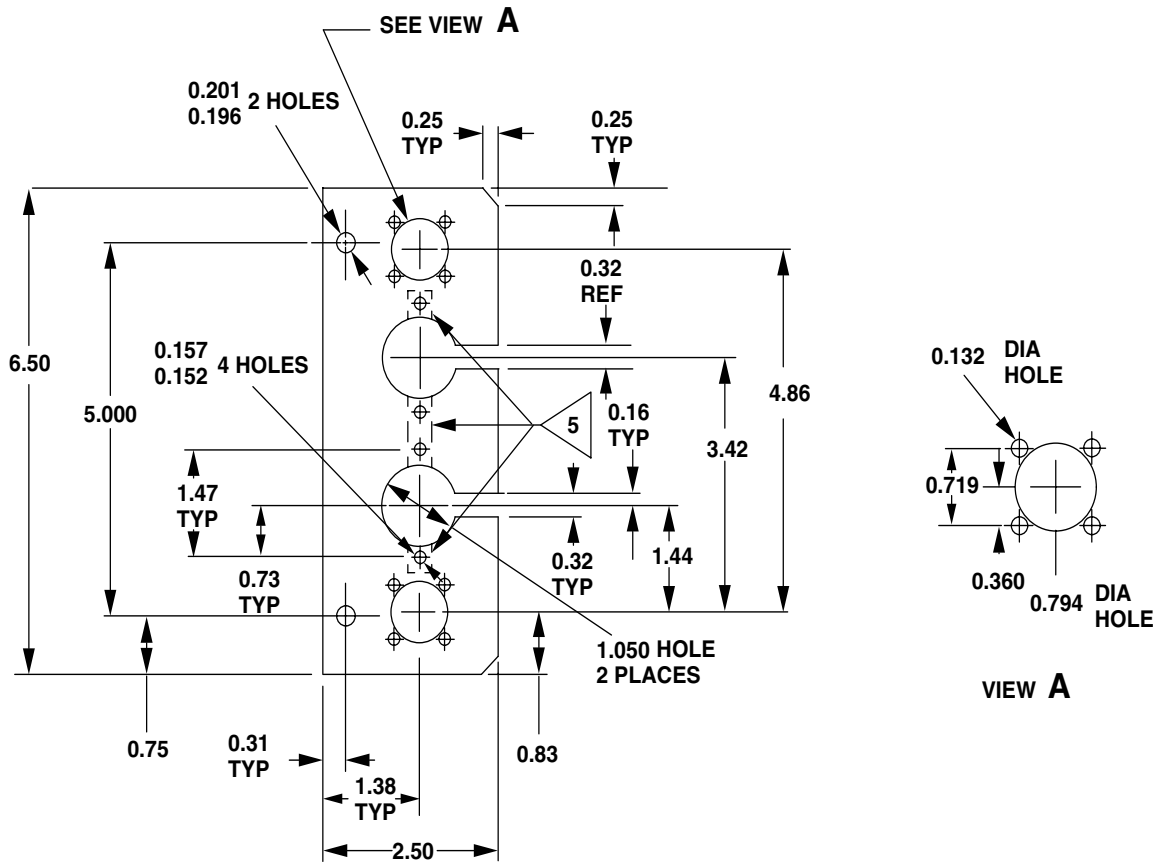 SEE VIEW A
0.201
0.196
2 HOLES
0.25
TYP
0.25
TYP
0.32
REF
6.50
5.000
0.157
0.152
4 HOLES
5
0.16
TYP
3.42
4.86
1.47
TYP
0.73
TYP
0.32
TYP
1.44
1.050 HOLE
2 PLACES
0.75
0.31
TYP
1.38
TYP
0.83
2.50
0.132 DIA
HOLE
0.719
0.360
0.794 DIA
HOLE
VIEW A